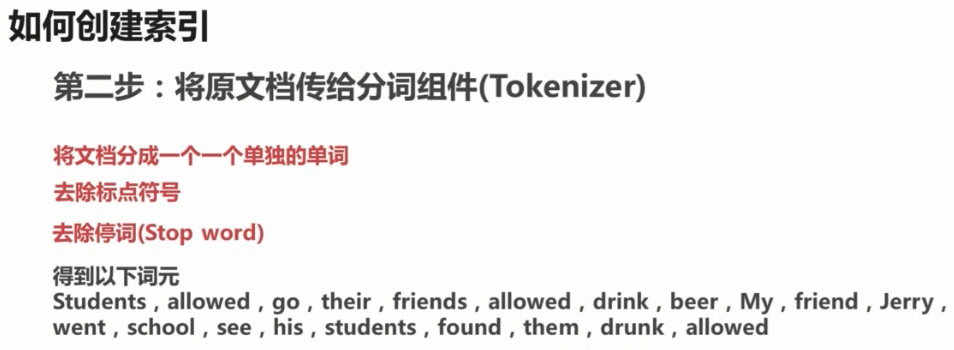 如何创建索引
第二步：将原文档传给分词组件(Tokenizer)
将文档分成一个一个单独的单词
去除标点符号
去除停词(Stop word)
得到以下词元
Students，allowed，go，their，friends，allowed，drink，beer，My，friend，Jerry，
went，school，see，his，students，found，them，drunk，allowed